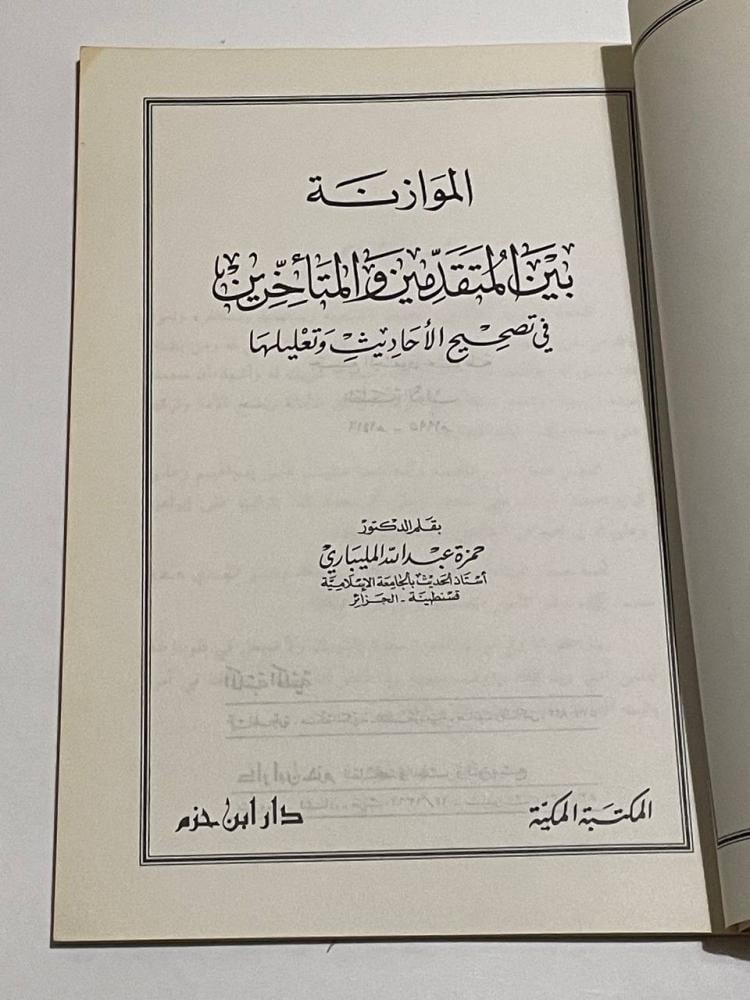 الموازنة
بين المتقدمين والمتأخرين
في تصحيح الأحاديث وتعليلها
بقلم الدكتور
حمزة عبد الله المليباري
أستاذ الحديث بالجامعة الإسلامية
قسنطينة - الجزائر
المكتبة المكية
دار ابن حزم